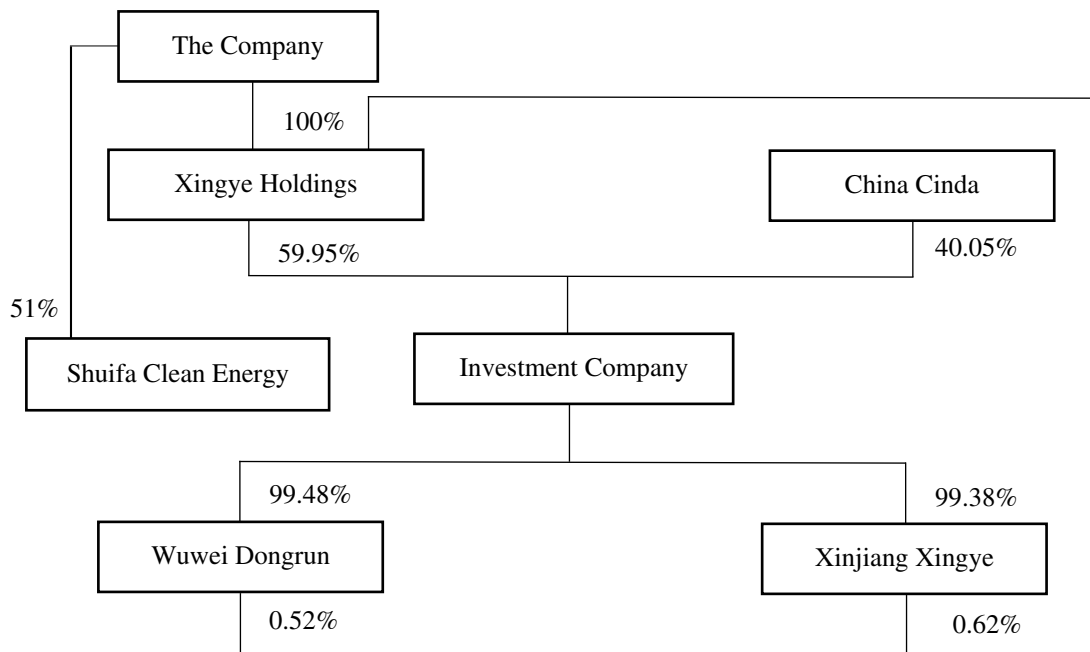 The Company
100%
Xingye Holdings
China Cinda
59.95%
40.05%
51%
Shuifa Clean Energy
Investment Company
99.48%
99.38%
Wuwei Dongrun
Xinjiang Xingye
0.52%
0.62%